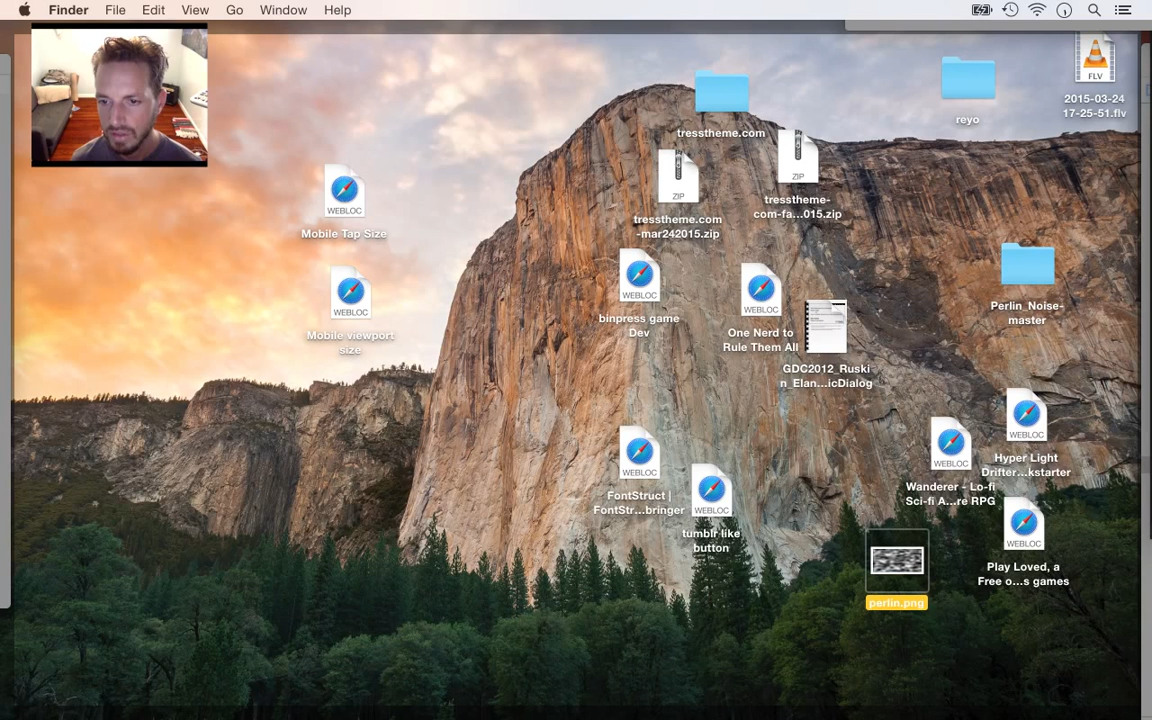 Finder File Edit View Go Window Help
FLV
2015-03-24
17-25-51.flv
reyo
tresstheme.com
ZIP
tresstheme-
com-fa...015.zip
ZIP
tresstheme.com
-mar242015.zip
WEBLOC
Mobile Tap Size
WEBLOC
Mobile viewport
size
WEBLOC
binpress game
Dev
WEBLOC
One Nerd to
Rule Them All
GDC2012_Ruski
n_Elan...icDialog
Perlin_Noise-
master
WEBLOC
Hyper Light
Drifter...kstarter
WEBLOC
Wanderer - Lo-fi
Sci-fi A...re RPG
WEBLOC
FontStruct |
FontStr...bringer
WEBLOC
tumblr like
button
WEBLOC
Play Loved, a
Free o...s games
perlin.png